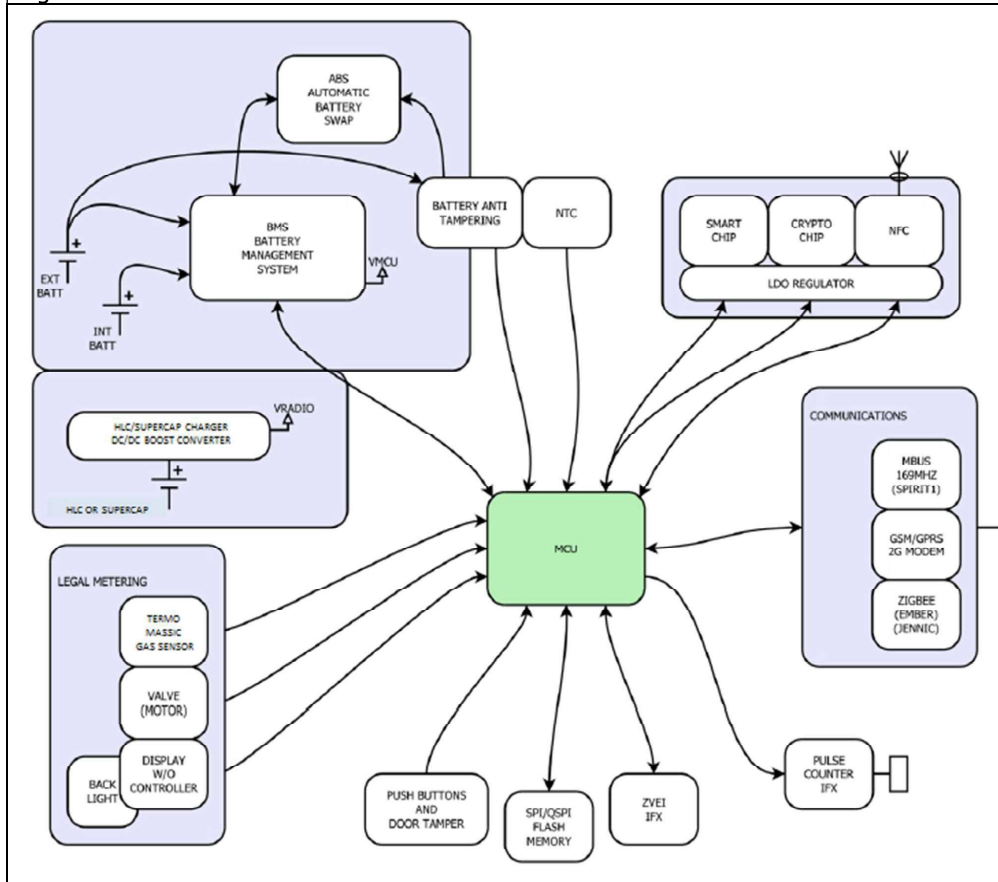 ABS
AUTOMATIC
BATTERY
SWAP
BATTERY ANTI
TAMPERING
NTC
SMART
CHIP
CRYPTO
CHIP
NFC
LDO REGULATOR
BMS
BATTERY
MANAGEMENT
SYSTEM
VMCU
+
EXT
BATT
+
INT
BATT
HLC/SUPERCAP CHARGER
DC/DC BOOST CONVERTER
VRADIO
+
HLC OR SUPERCAP
COMMUNICATIONS
MBUS
169MHZ
(SPIRIT1)
GSM/GPRS
2G MODEM
ZIGBEE
(EMBER)
(JENNIC)
MCU
LEGAL METERING
TERMO
MASSIC
GAS SENSOR
VALVE
(MOTOR)
DISPLAY
W/O
CONTROLLER
BACK
LIGHT
PUSH BUTTONS
AND
DOOR TAMPER
SPI/QSPI
FLASH
MEMORY
ZVEI
IFX
PULSE
COUNTER
IFX